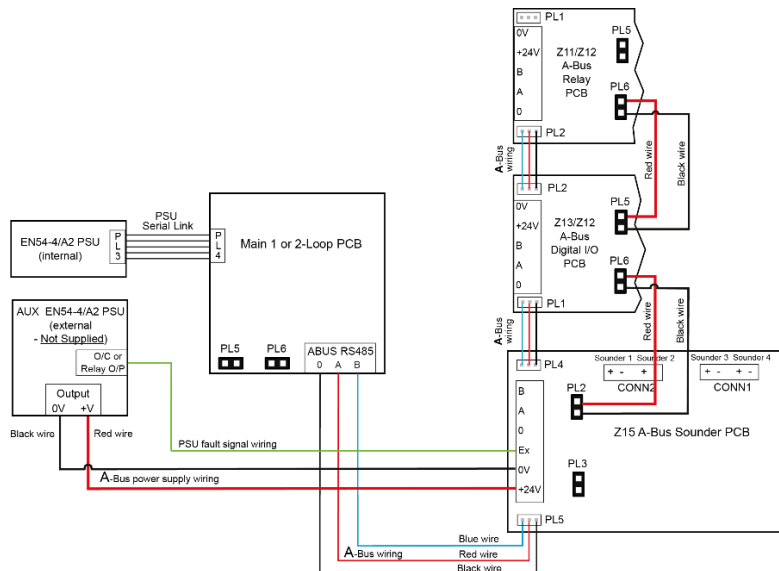 PL1
0V
+24V
B
A
0
Z11/Z12
A-Bus
Relay
PCB
PL5
PL6
PL2
A-Bus
wiring
Red wire
Black wire
PL2
0V
+24V
B
A
0
Z13/Z12
A-Bus
Digital I/O
PCB
PL5
PL6
PL1
A-Bus
wiring
Red wire
Black wire
EN54-4/A2 PSU
(internal)
P
L
3
PSU
Serial Link
P
L
4
Main 1 or 2-Loop PCB
PL5
PL6
ABUS RS485
0 A B
AUX EN54-4/A2 PSU
(external
- Not Supplied)
O/C or
Relay O/P
Output
0V +V
Black wire
Red wire
PSU fault signal wiring
A-Bus power supply wiring
PL4
Sounder 1 Sounder 2
+ - + -
CONN2
Sounder 3 Sounder 4
+ - + -
CONN1
B
A
0
Ex
0V
+24V
PL2
Z15 A-Bus Sounder PCB
PL3
PL5
Blue wire
A-Bus wiring
Red wire
Black wire